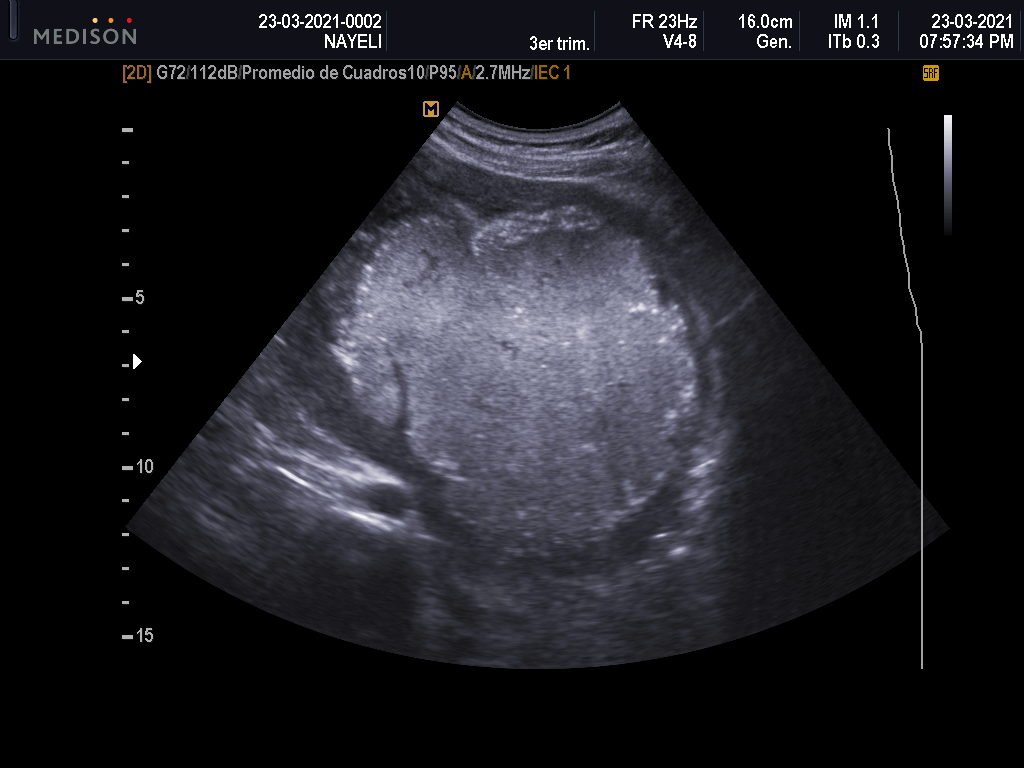 MEDISON
23-03-2021-0002
NAYELI
3er trim.
FR 23Hz
V4-8
16.0cm
Gen.
IM 1.1
ITb 0.3
23-03-2021
07:57:34 PM
[2D] G72/112dB/Promedio de Cuadros10/P95/A/2.7MHz/IEC 1
SRF
M
5
10
15